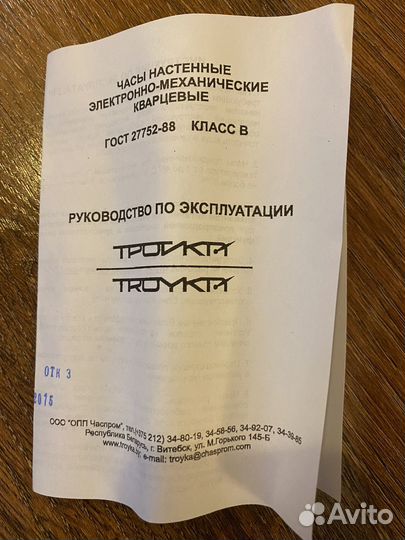 ЧАСЫ НАСТЕННЫЕ
ЭЛЕКТРОННО-МЕХАНИЧЕСКИЕ
КВАРЦЕВЫЕ
ГОСТ 27752-88 КЛАСС В
РУКОВОДСТВО ПО ЭКСПЛУАТАЦИИ
ТРОЙКА
TROYKA
ОТК 3
2015
ООО "ОПП Часпром", тел.(+375 212) 34-80-19, 34-58-56, 34-92-07, 34-39-85
Республика Беларусь, г. Витебск, ул. М.Горького 145-Б
www.troyka.by, e-mail: troyka@chasprom.com
Avito